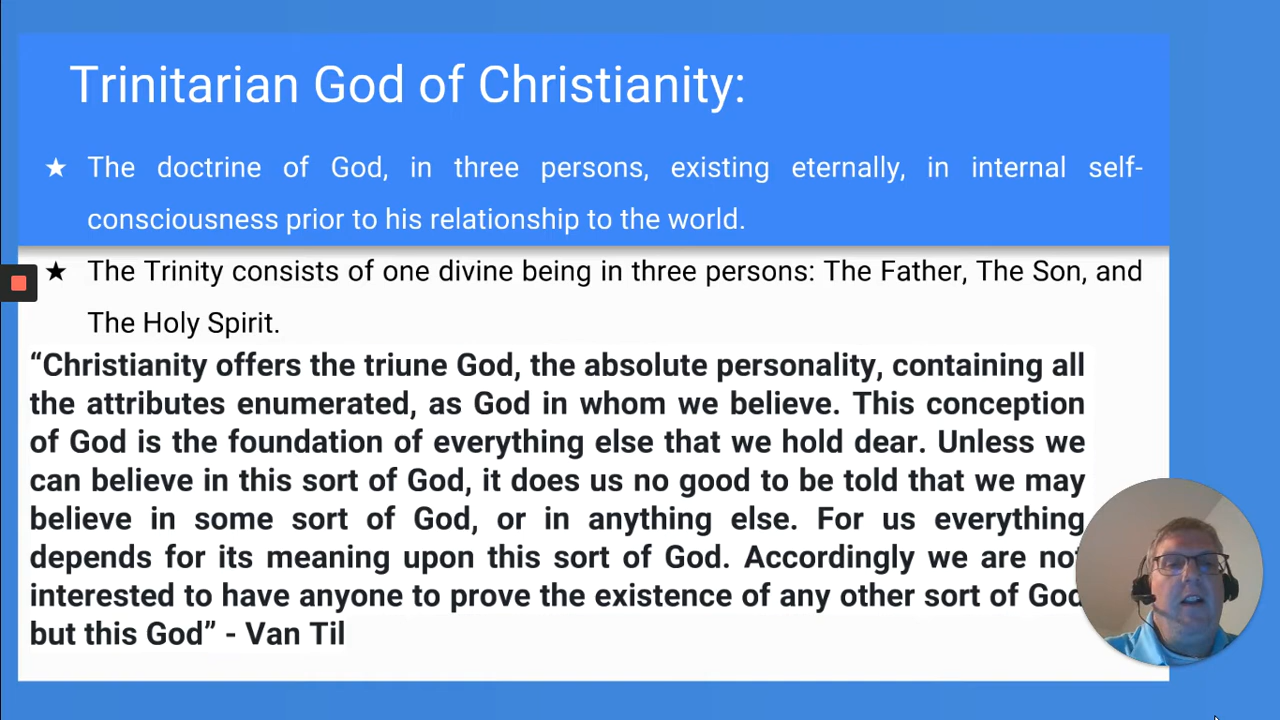 Trinitarian God of Christianity:
★ The doctrine of God, in three persons, existing eternally, in internal self-
consciousness prior to his relationship to the world.
★ The Trinity consists of one divine being in three persons: The Father, The Son, and
The Holy Spirit.
“Christianity offers the triune God, the absolute personality, containing all
the attributes enumerated, as God in whom we believe. This conception
of God is the foundation of everything else that we hold dear. Unless we
can believe in this sort of God, it does us no good to be told that we may
believe in some sort of God, or in anything else. For us everything
depends for its meaning upon this sort of God. Accordingly we are not
interested to have anyone to prove the existence of any other sort of God
but this God” - Van Til